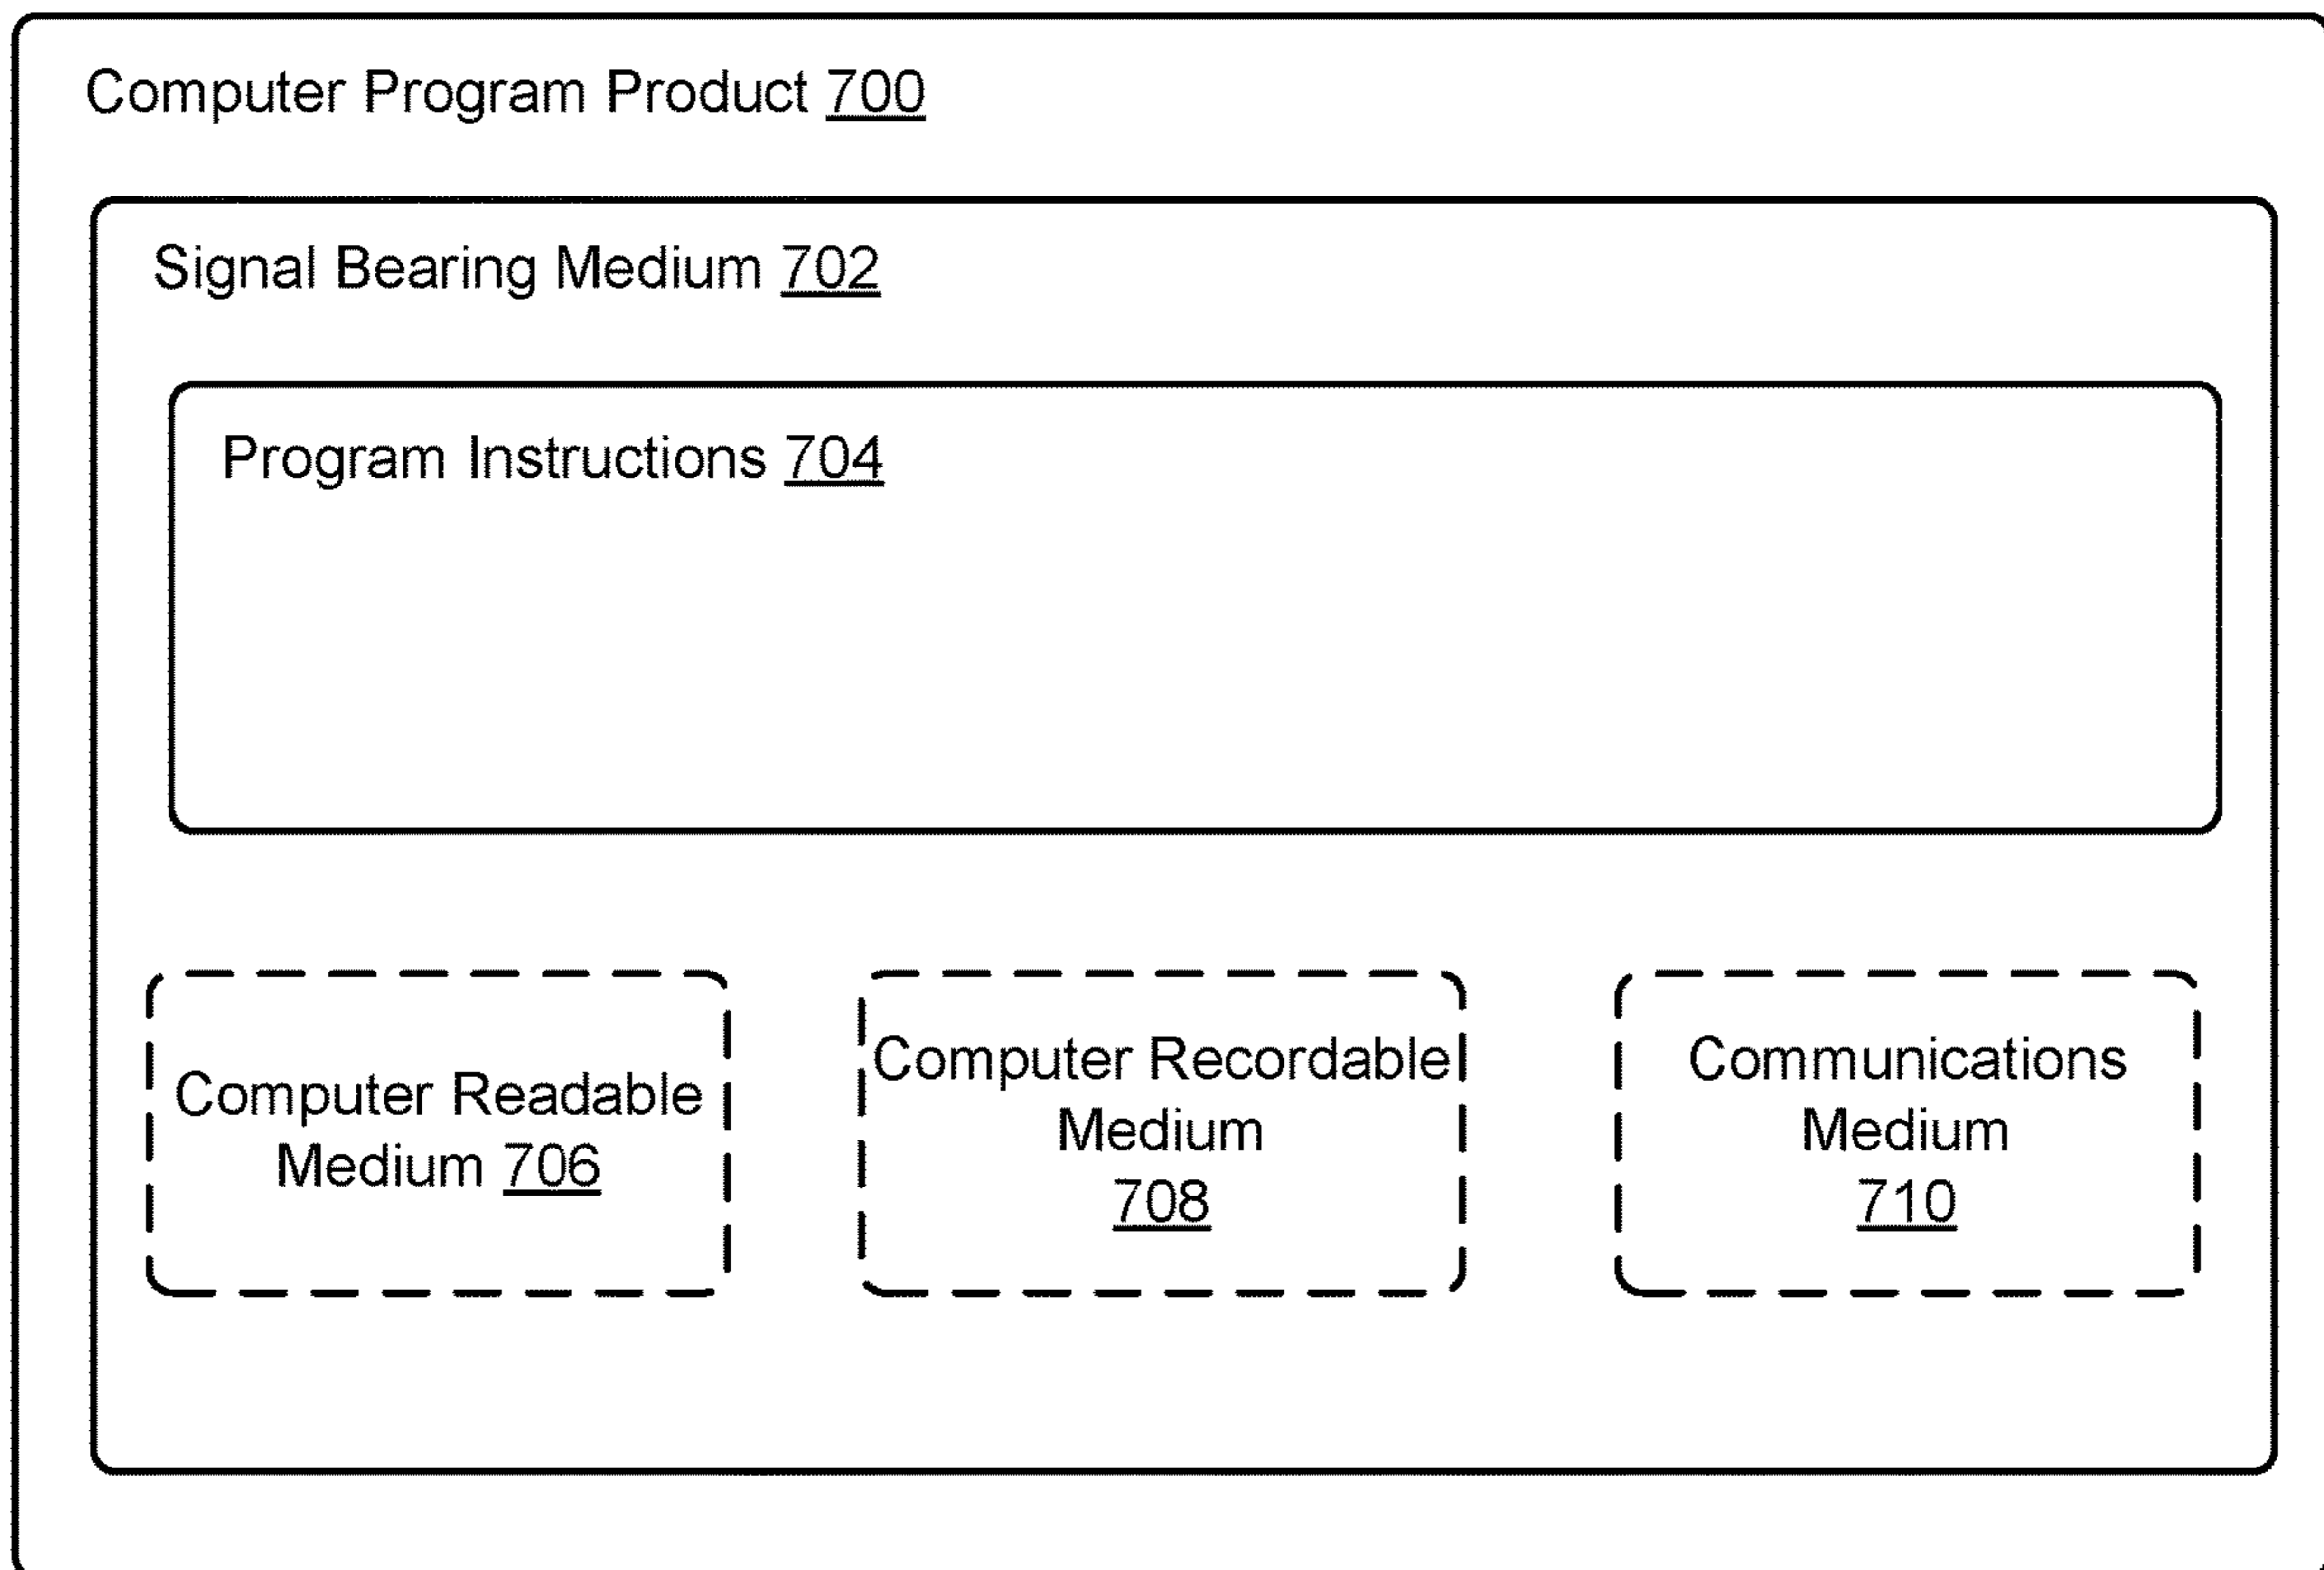 Computer Program Product 700
Signal Bearing Medium 702
Program Instructions 704
Computer Readable
Medium 706
Computer Recordable
Medium
708
Communications
Medium
710